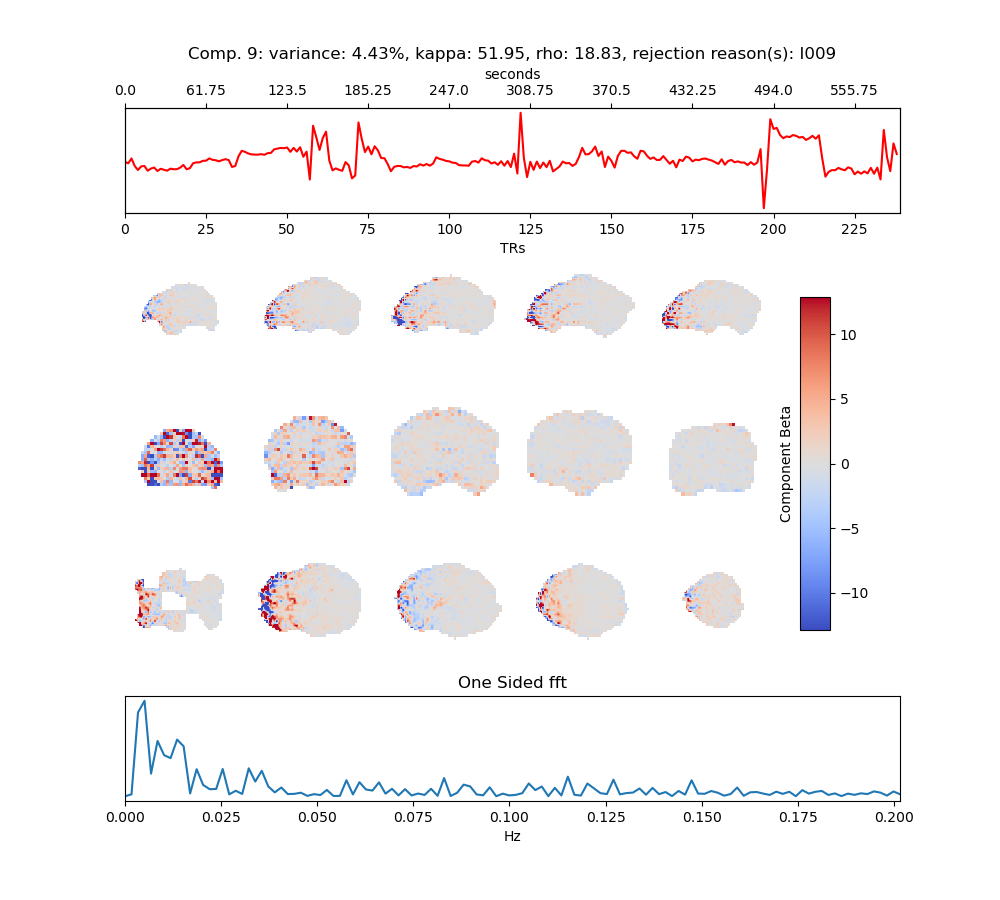 Comp. 9: variance: 4.43%, kappa: 51.95, rho: 18.83, rejection reason(s): I009
seconds
0.0 61.75 123.5 185.25 247.0 308.75 370.5 432.25 494.0 555.75
0 25 50 75 100 125 150 175 200 225
TRs
10
5
0
−5
−10
Component Beta
One Sided fft
0.000 0.025 0.050 0.075 0.100 0.125 0.150 0.175 0.200
Hz